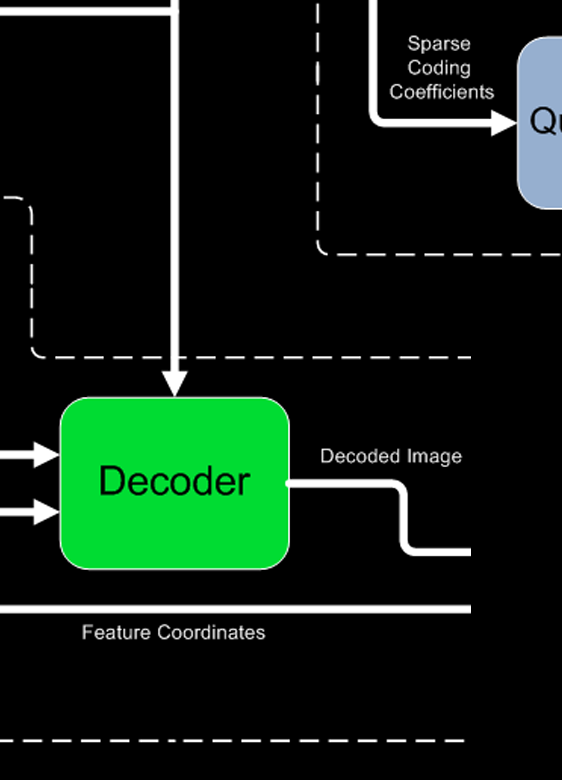 Sparse
Coding
Coefficients
Decoder
Decoded Image
Feature Coordinates